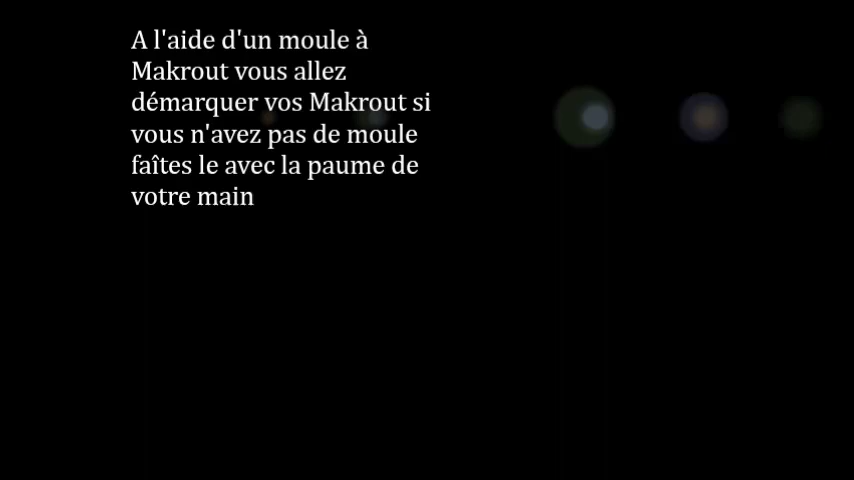 A l'aide d'un moule à
Makrout vous allez
démarquer vos Makrout si
vous n'avez pas de moule
faîtes le avec la paume de
votre main